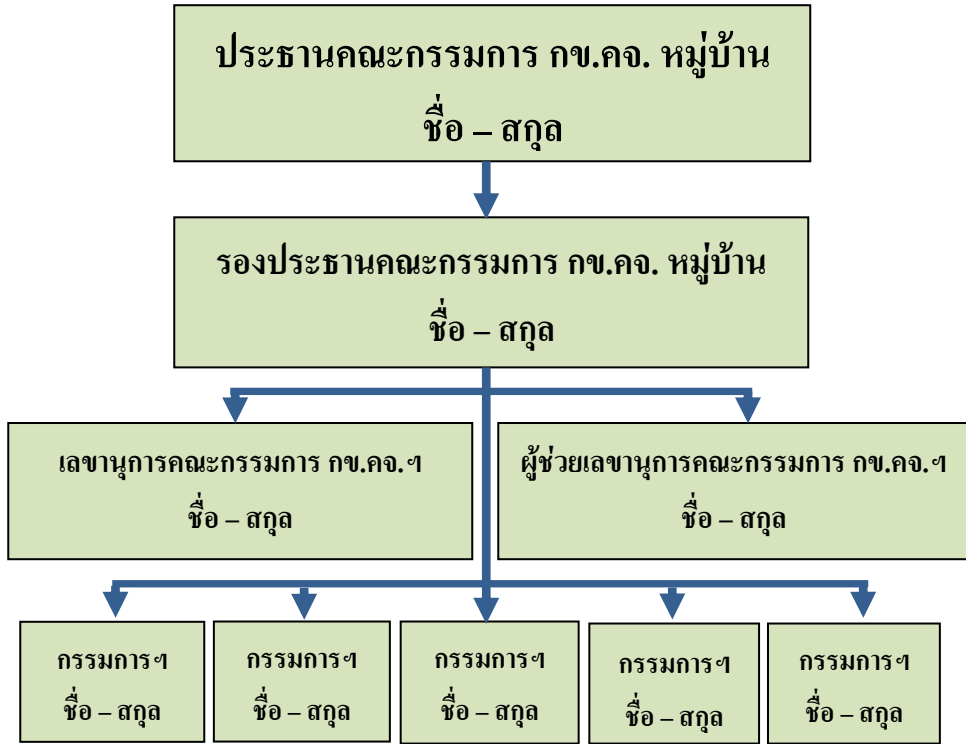 ประธานคณะกรรมการ กข.คจ. หมู่บ้าน
ชื่อ – สกุล
รองประธานคณะกรรมการ กข.คจ. หมู่บ้าน
ชื่อ – สกุล
เลขานุการคณะกรรมการ กข.คจ.ฯ
ชื่อ – สกุล
ผู้ช่วยเลขานุการคณะกรรมการ กข.คจ.ฯ
ชื่อ – สกุล
กรรมการฯ
ชื่อ – สกุล
กรรมการฯ
ชื่อ – สกุล
กรรมการฯ
ชื่อ – สกุล
กรรมการฯ
ชื่อ – สกุล
กรรมการฯ
ชื่อ – สกุล